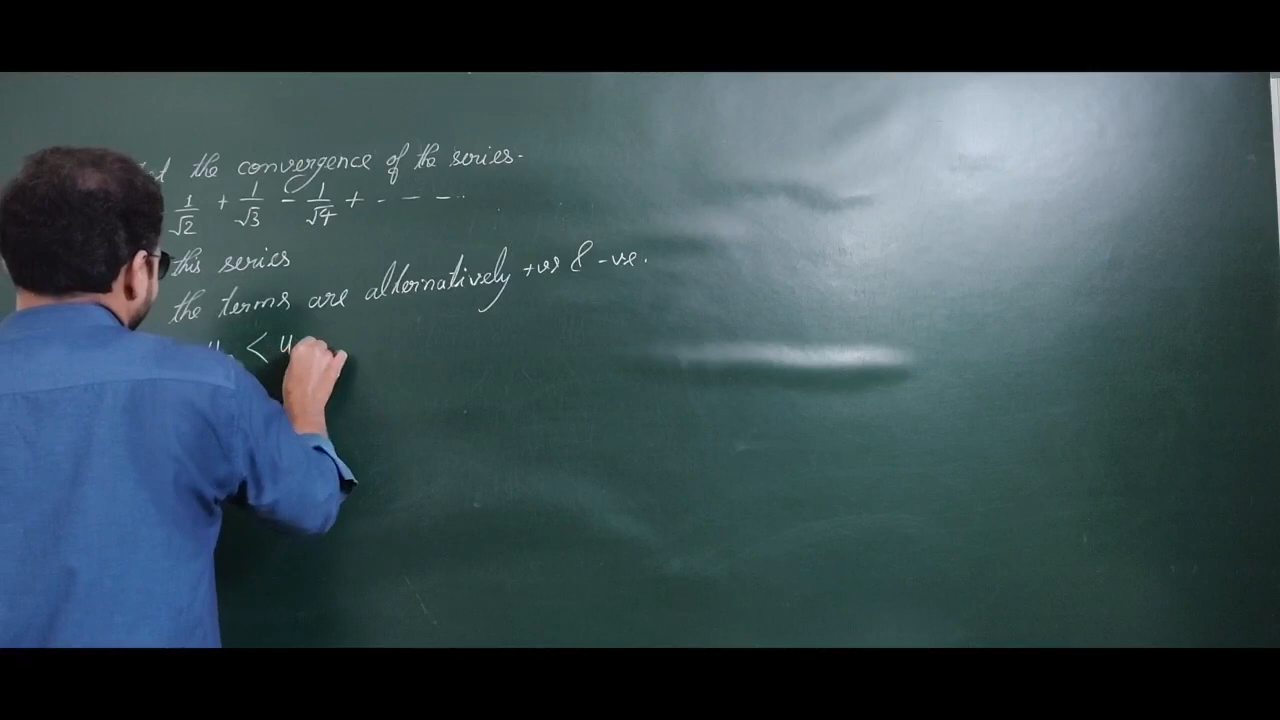 the convergence of the series.
1/√2 + 1/√3 - 1/√4 + - - - ..
this series
the terms are alternatively +ve & -ve.
< u